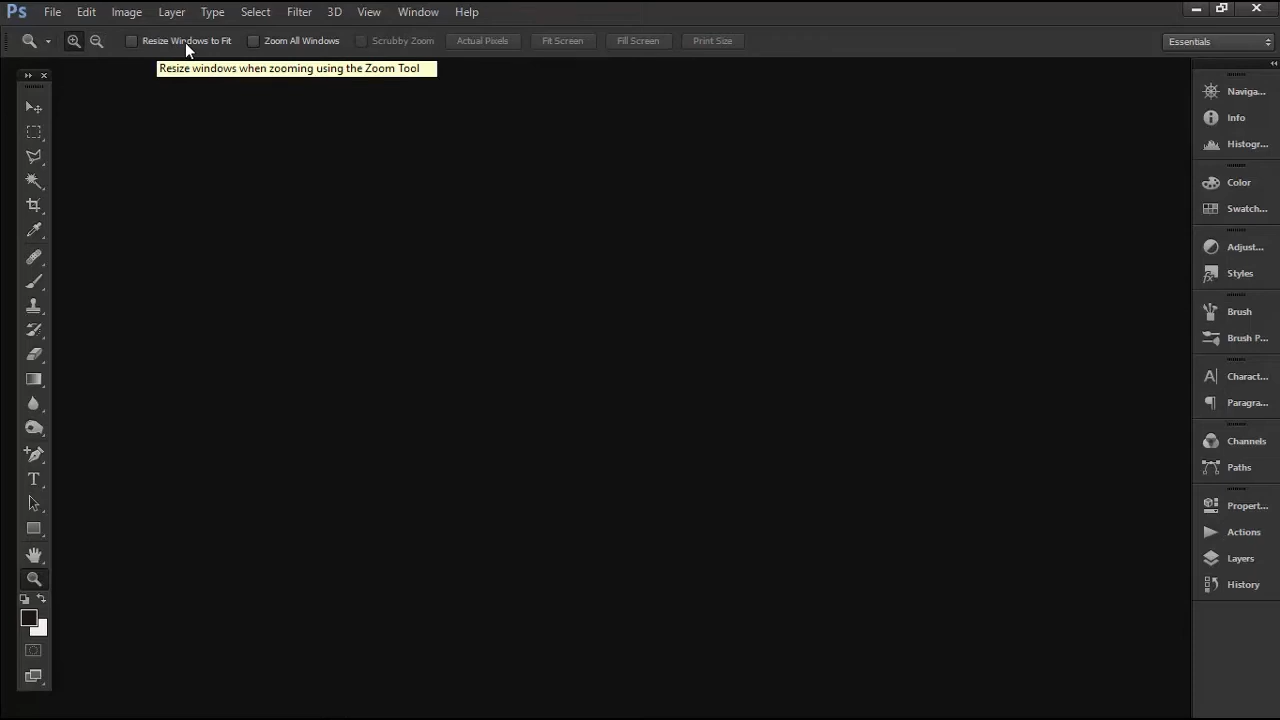 Ps File Edit Image Layer Type Select Filter 3D View Window Help
Resize Windows to Fit Zoom All Windows Scrubby Zoom Actual Pixels Fit Screen Fill Screen Print Size Essentials
Resize windows when zooming using the Zoom Tool
Naviga...
Info
Histogr...
Color
Swatch...
Adjust...
Styles
Brush
Brush P...
Charact...
Paragra...
Channels
Paths
Propert...
Actions
Layers
History